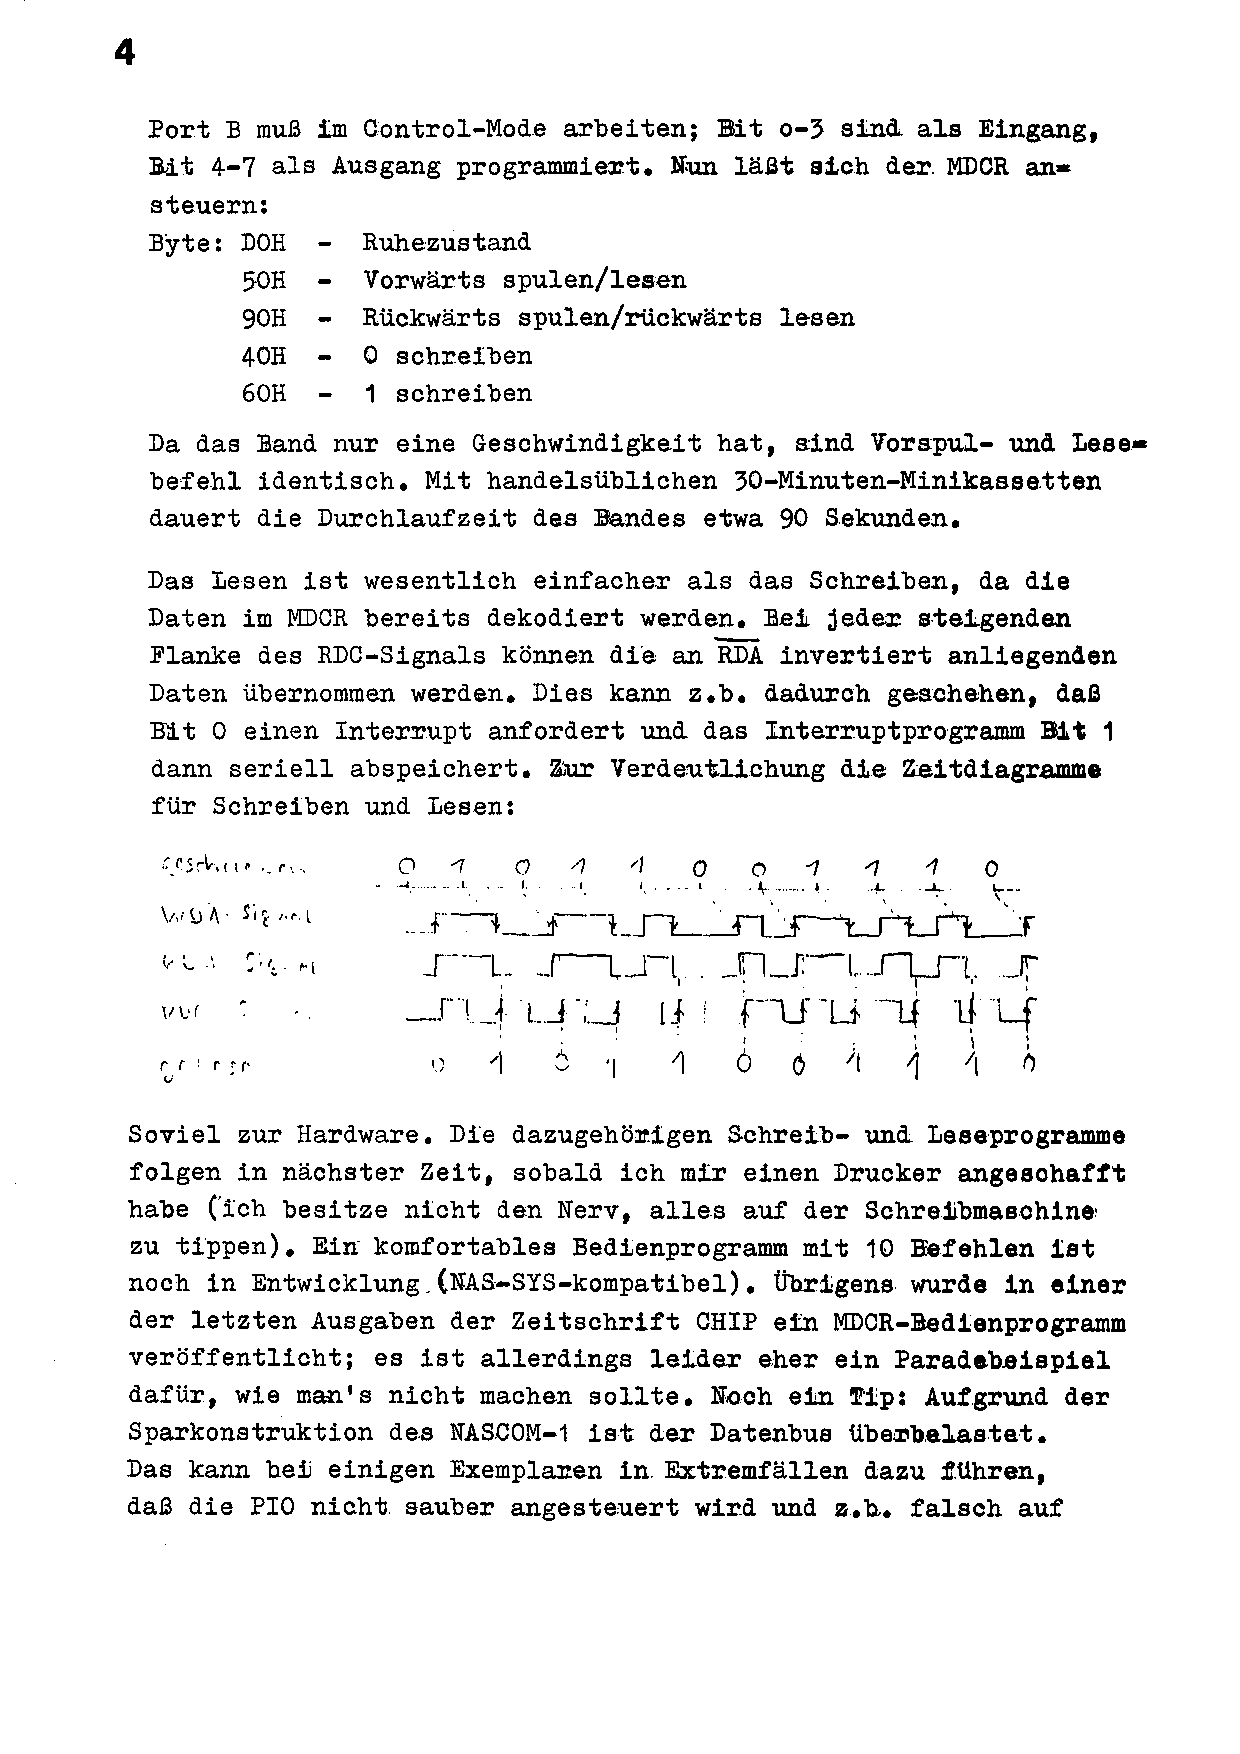 4
Port B muß im Control-Mode arbeiten; Bit o-3 sind als Eingang,
Bit 4-7 als Ausgang programmiert. Nun läßt sich der MDCR an-
steuern:
Byte: DOH - Ruhezustand
50H - Vorwärts spulen/lesen
90H - Rückwärts spulen/rückwärts lesen
40H - 0 schreiben
60H - 1 schreiben
Da das Band nur eine Geschwindigkeit hat, sind Vorspul- und Lese-
befehl identisch. Mit handelsüblichen 30-Minuten-Minikassetten
dauert die Durchlaufzeit des Bandes etwa 90 Sekunden.
Das Lesen ist wesentlich einfacher als das Schreiben, da die
Daten im MDCR bereits dekodiert werden. Bei jeder steigenden
Flanke des RDC-Signals können die an RDA invertiert anliegenden
Daten übernommen werden. Dies kann z.b. dadurch geschehen, daß
Bit 0 einen Interrupt anfordert und das Interruptprogramm Bit 1
dann seriell abspeichert. Zur Verdeutlichung die Zeitdiagramme
für Schreiben und Lesen:
0 1 0 1 1 0 0 1 1 1 0
WDA-Signal
0 1 0 1 1 0 0 1 1 1 0
Soviel zur Hardware. Die dazugehörigen Schreib- und Leseprogramme
folgen in nächster Zeit, sobald ich mir einen Drucker angeschafft
habe (ich besitze nicht den Nerv, alles auf der Schreibmaschine
zu tippen). Ein komfortables Bedienprogramm mit 10 Befehlen ist
noch in Entwicklung (NAS-SYS-kompatibel). Übrigens wurde in einer
der letzten Ausgaben der Zeitschrift CHIP ein MDCR-Bedienprogramm
veröffentlicht; es ist allerdings leider eher ein Paradebeispiel
dafür, wie man's nicht machen sollte. Noch ein Tip: Aufgrund der
Sparkonstruktion des NASCOM-1 ist der Datenbus überbelastet.
Das kann bei einigen Exemplaren in Extremfällen dazu führen,
daß die PIO nicht sauber angesteuert wird und z.b. falsch auf